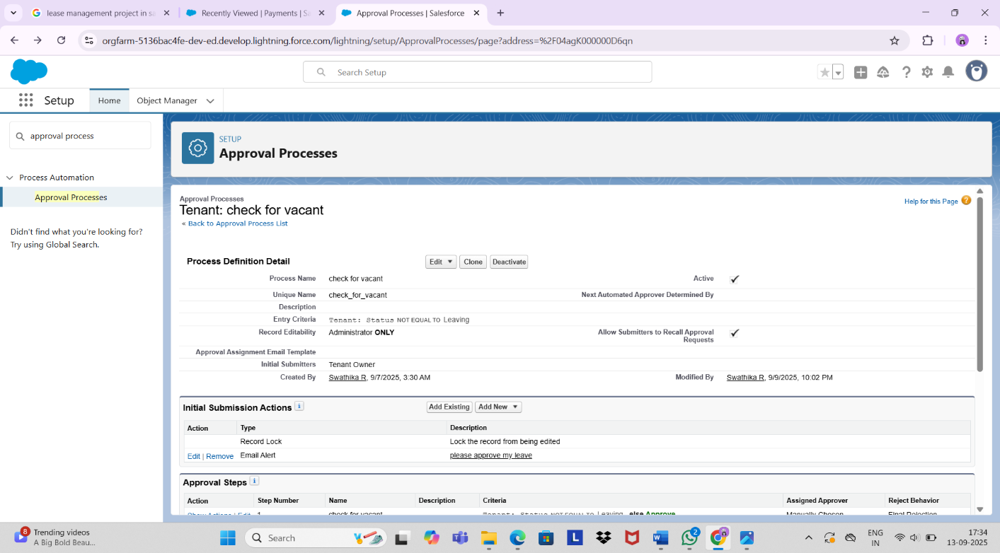 lease management project in sa
Recently Viewed | Payments | Sa
Approval Processes | Salesforce
orgfarm-5136bac4fe-dev-ed.develop.lightning.force.com/lightning/setup/ApprovalProcesses/page?address=%2F04agK000000D6qn
Search Setup
Setup
Home
Object Manager
approval process
Process Automation
Approval Processes
Didn't find what you're looking for?
Try using Global Search.
SETUP
Approval Processes
Approval Processes
Tenant: check for vacant
« Back to Approval Process List
Help for this Page
Process Definition Detail
Edit
Clone
Deactivate
Process Name check for vacant Active
Unique Name check_for_vacant Next Automated Approver Determined By
Description
Entry Criteria Tenant: Status NOT EQUAL TO Leaving
Record Editability Administrator ONLY Allow Submitters to Recall Approval
Requests
Approval Assignment Email Template
Initial Submitters Tenant Owner
Created By Swathika R, 9/7/2025, 3:30 AM Modified By Swathika R, 9/9/2025, 10:02 PM
Initial Submission Actions i Add Existing Add New
Action Type Description
Record Lock Lock the record from being edited
Edit | Remove Email Alert please approve my leave
Approval Steps i
Action Step Number Name Description Criteria Assigned Approver Reject Behavior
Show Actions | Edit 1 check for vacant Tenant: Status NOT EQUAL TO Leaving , else Approve Manually Chosen Final Rejection
8
Trending videos
A Big Bold Beau...
Search
2
ENG
IN
17:34
13-09-2025